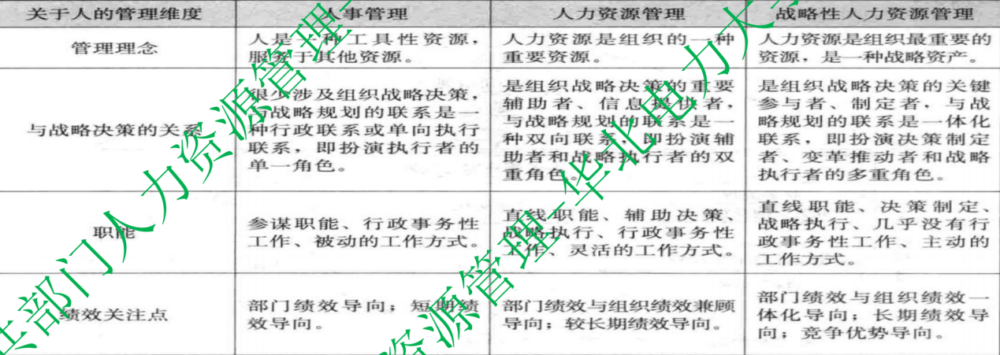 关于人的管理维度
人事管理
人力资源管理
战略性人力资源管理
管理理念
人是一种工具性资源，
服务于其他资源。
人力资源是组织的一种
重要资源。
人力资源是组织最重要的
资源，是一种战略资产。
与战略决策的关系
很少涉及组织战略决策，
与战略规划的联系是一
种行政联系或单向执行
联系，即扮演执行者的
单一角色。
是组织战略决策的重要
辅助者、信息提供者，
与战略规划的联系是一
种双向联系，即扮演辅
助者和战略执行者的双
重角色。
是组织战略决策的关键
参与者、制定者，与战
略规划的联系是一体化
联系，即扮演决策制定
者、变革推动者和战略
执行者的多重角色。
职能
参谋职能、行政事务性
工作、被动的工作方式。
直线职能、辅助决策、
战略执行、行政事务性
工作、灵活的工作方式。
直线职能、决策制定、
战略执行、几乎没有行
政事务性工作、主动的
工作方式。
绩效关注点
部门绩效导向；短期绩
效导向。
部门绩效与组织绩效兼顾
导向；较长期绩效导向。
部门绩效与组织绩效一
体化导向；长期绩效导
向；竞争优势导向。
共部门人力资源管理-
资源管理-华北电力大